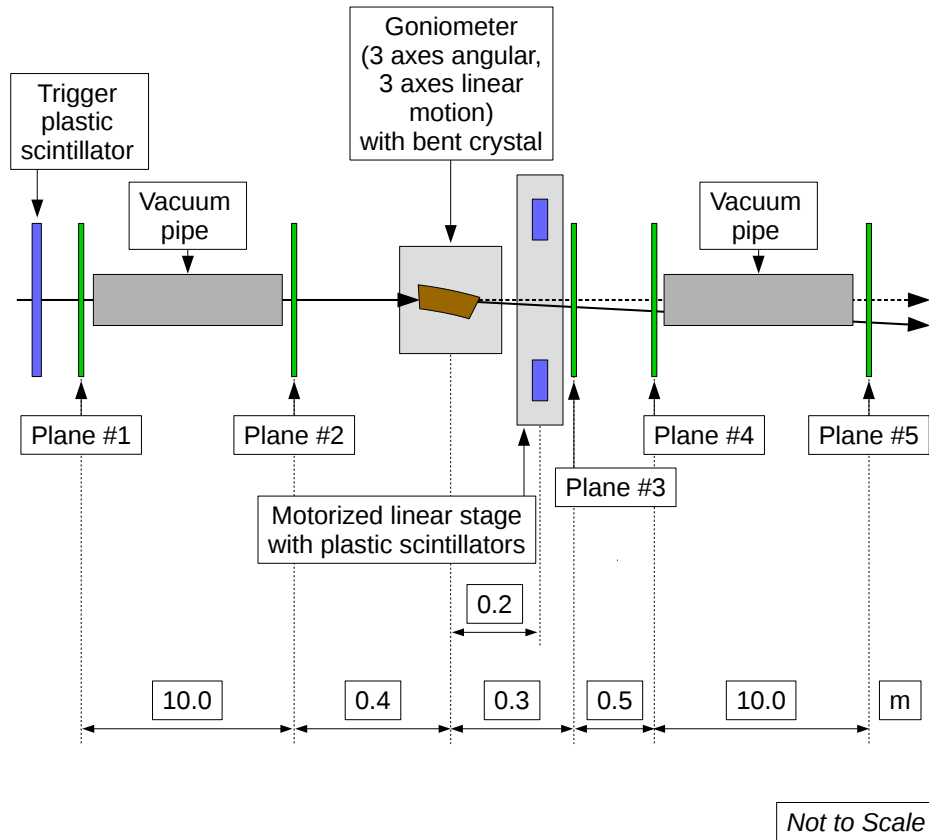 Goniometer
(3 axes angular,
3 axes linear
motion)
with bent crystal
Trigger
plastic
scintillator
Vacuum
pipe
Vacuum
pipe
Plane #1
Plane #2
Plane #4
Plane #5
Plane #3
Motorized linear stage
with plastic scintillators
0.2
10.0
0.4
0.3
0.5
10.0
m
Not to Scale